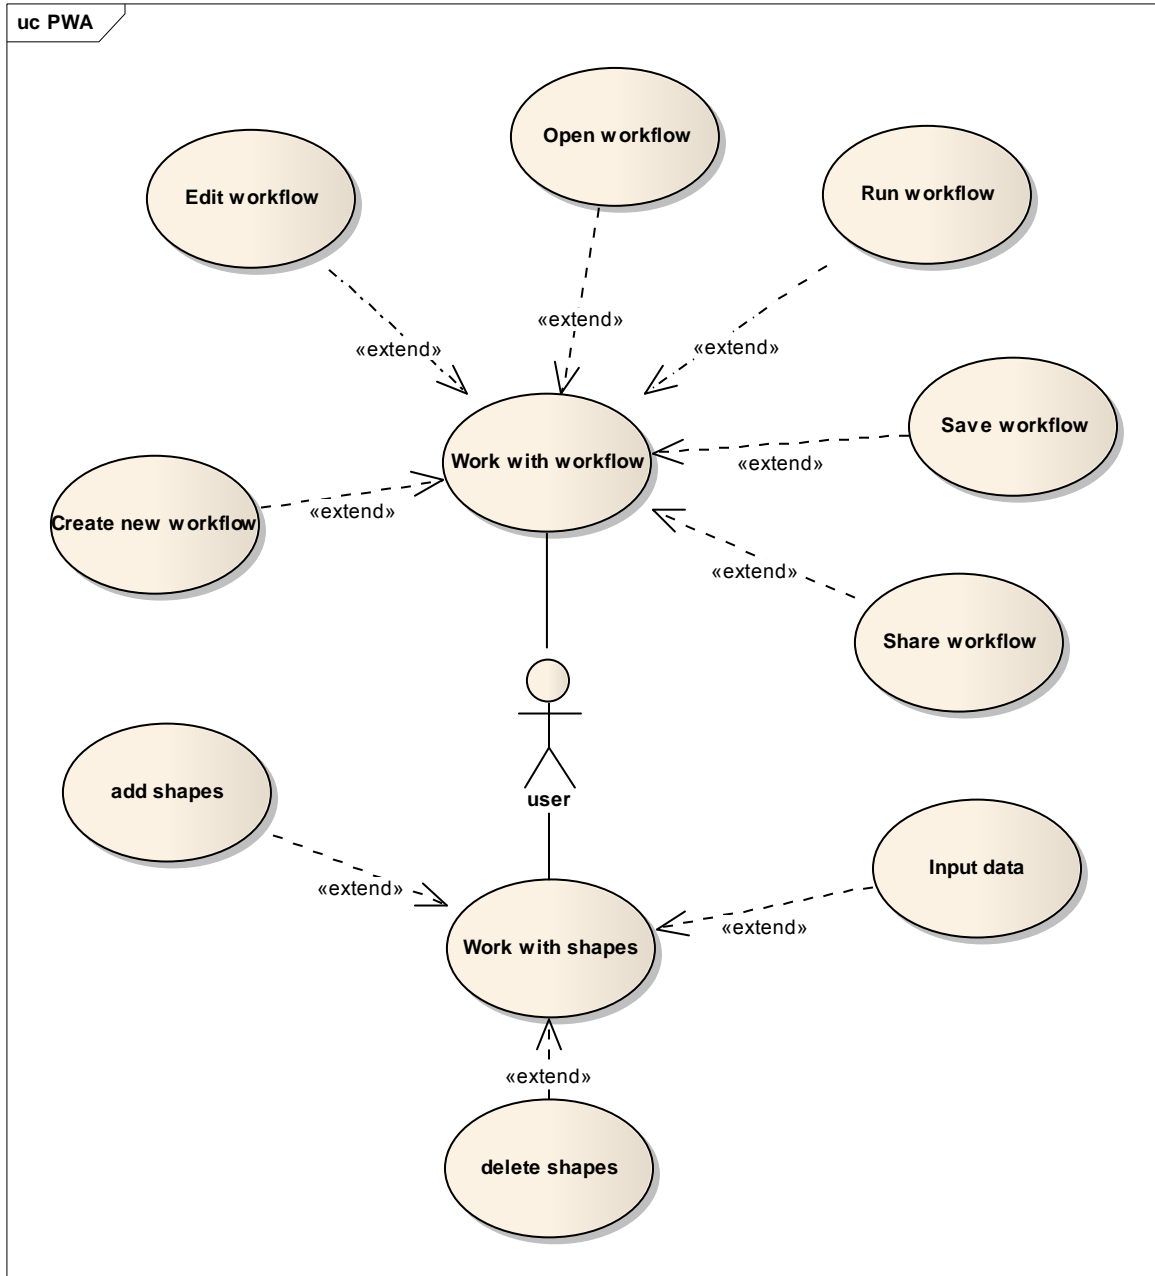 uc PWA
Open workflow
Edit workflow
Run workflow
«extend»
«extend»
«extend»
Save workflow
Work with workflow
«extend»
Create new workflow
«extend»
«extend»
Share workflow
user
add shapes
Input data
«extend»
«extend»
Work with shapes
«extend»
delete shapes